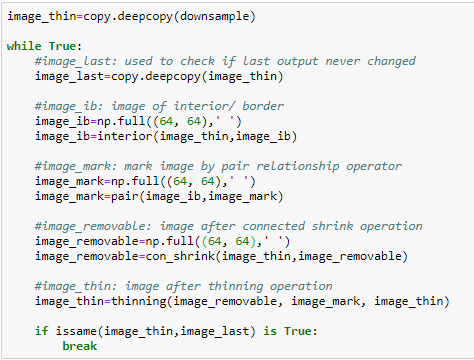 image_thin=copy.deepcopy(downsample)
while True:
#image_last: used to check if last output never changed
image_last=copy.deepcopy(image_thin)
#image_ib: image of interior/ border
image_ib=np.full((64, 64),' ')
image_ib=interior(image_thin,image_ib)
#image_mark: mark image by pair relationship operator
image_mark=np.full((64, 64),' ')
image_mark=pair(image_ib,image_mark)
#image_removable: image after connected shrink operation
image_removable=np.full((64, 64),' ')
image_removable=con_shrink(image_thin,image_removable)
#image_thin: image after thinning operation
image_thin=thinning(image_removable, image_mark, image_thin)
if issame(image_thin,image_last) is True:
break